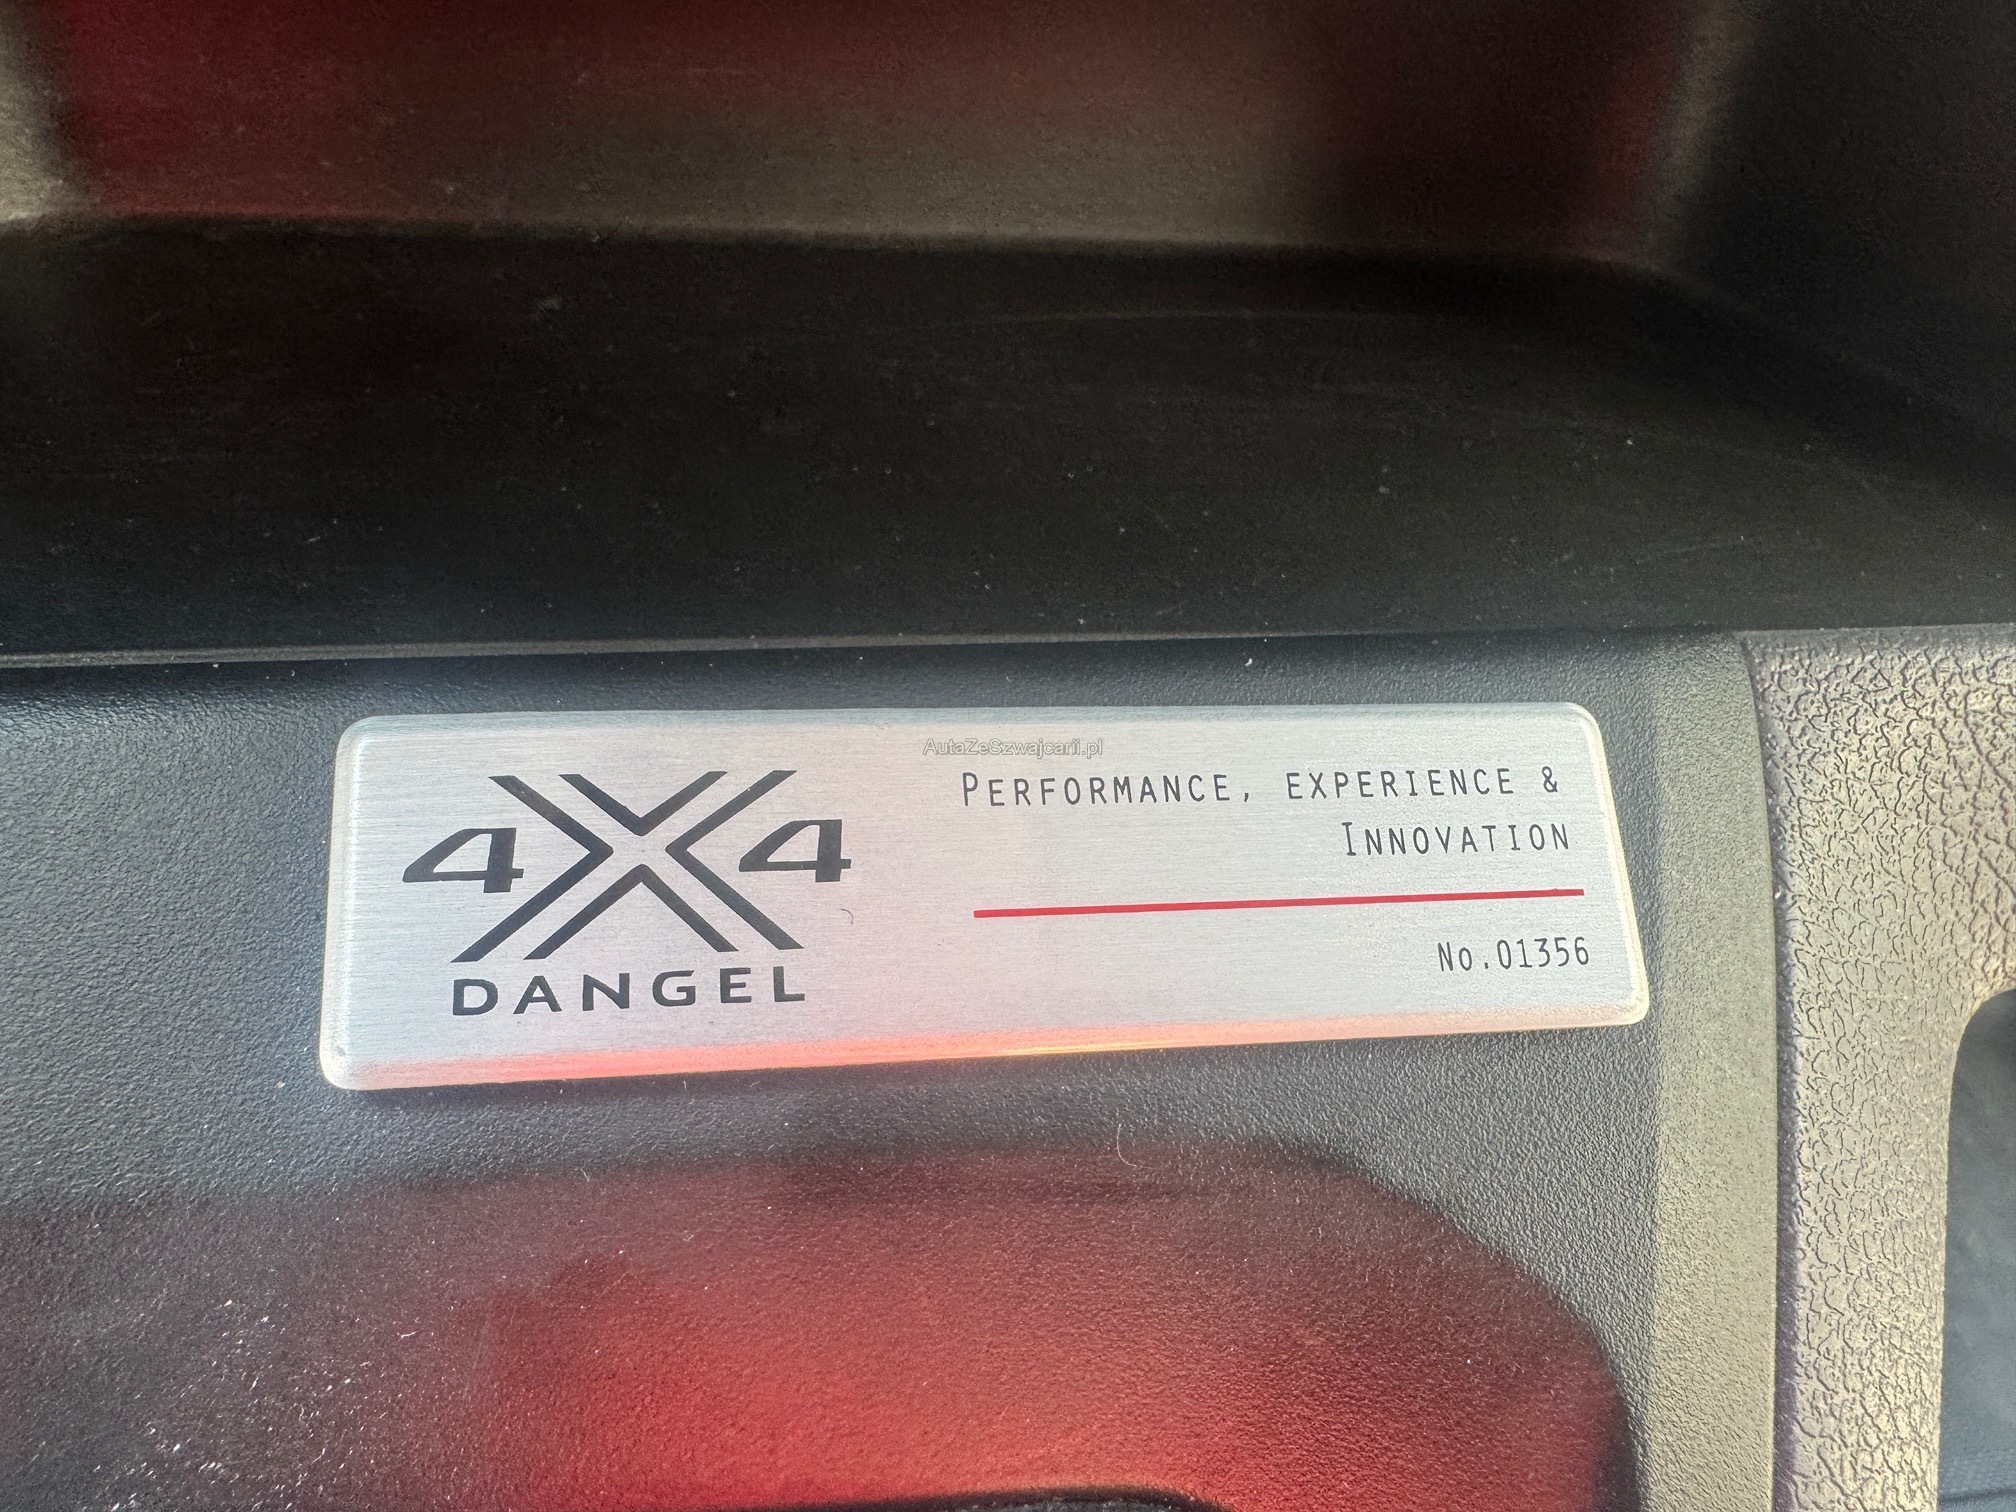 AutaZeSzwajcarii.pl
4X4
DANGEL
PERFORMANCE, EXPERIENCE &
INNOVATION
No.01356